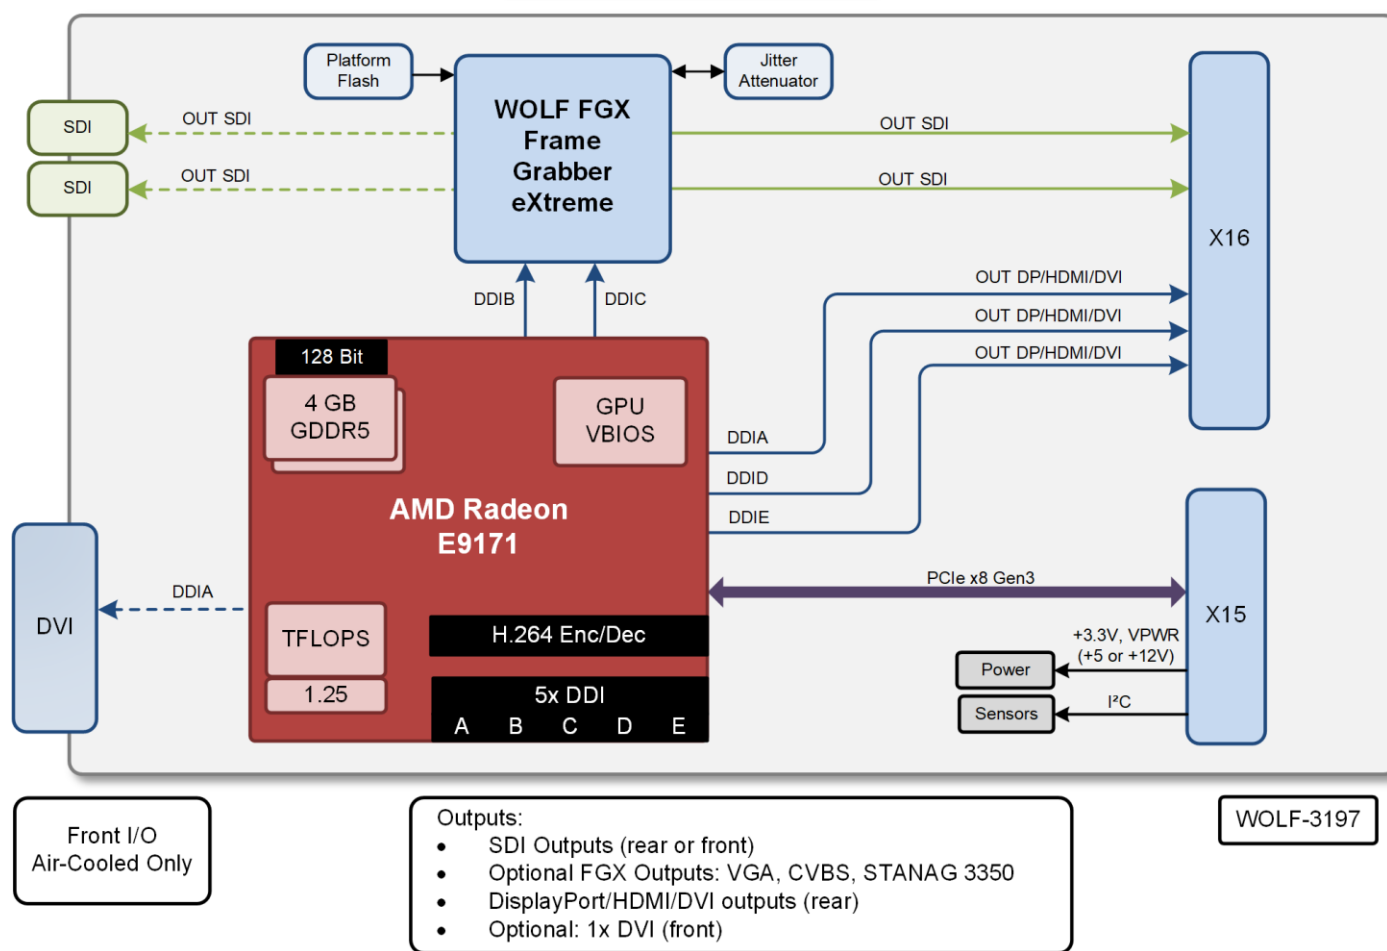 Platform
Flash
Jitter
Attenuator
WOLF FGX
Frame
Grabber
eXtreme
SDI
OUT SDI
OUT SDI
SDI
OUT SDI
OUT SDI
X16
DDIB
DDIC
OUT DP/HDMI/DVI
OUT DP/HDMI/DVI
OUT DP/HDMI/DVI
128 Bit
4 GB
GDDR5
GPU
VBIOS
DDIA
DDID
DDIE
AMD Radeon
E9171
PCIe x8 Gen3
DDIA
DVI
TFLOPS
1.25
H.264 Enc/Dec
5x DDI
A B C D E
X15
+3.3V, VPWR
(+5 or +12V)
Power
I²C
Sensors
Front I/O
Air-Cooled Only
Outputs:
• SDI Outputs (rear or front)
• Optional FGX Outputs: VGA, CVBS, STANAG 3350
• DisplayPort/HDMI/DVI outputs (rear)
• Optional: 1x DVI (front)
WOLF-3197